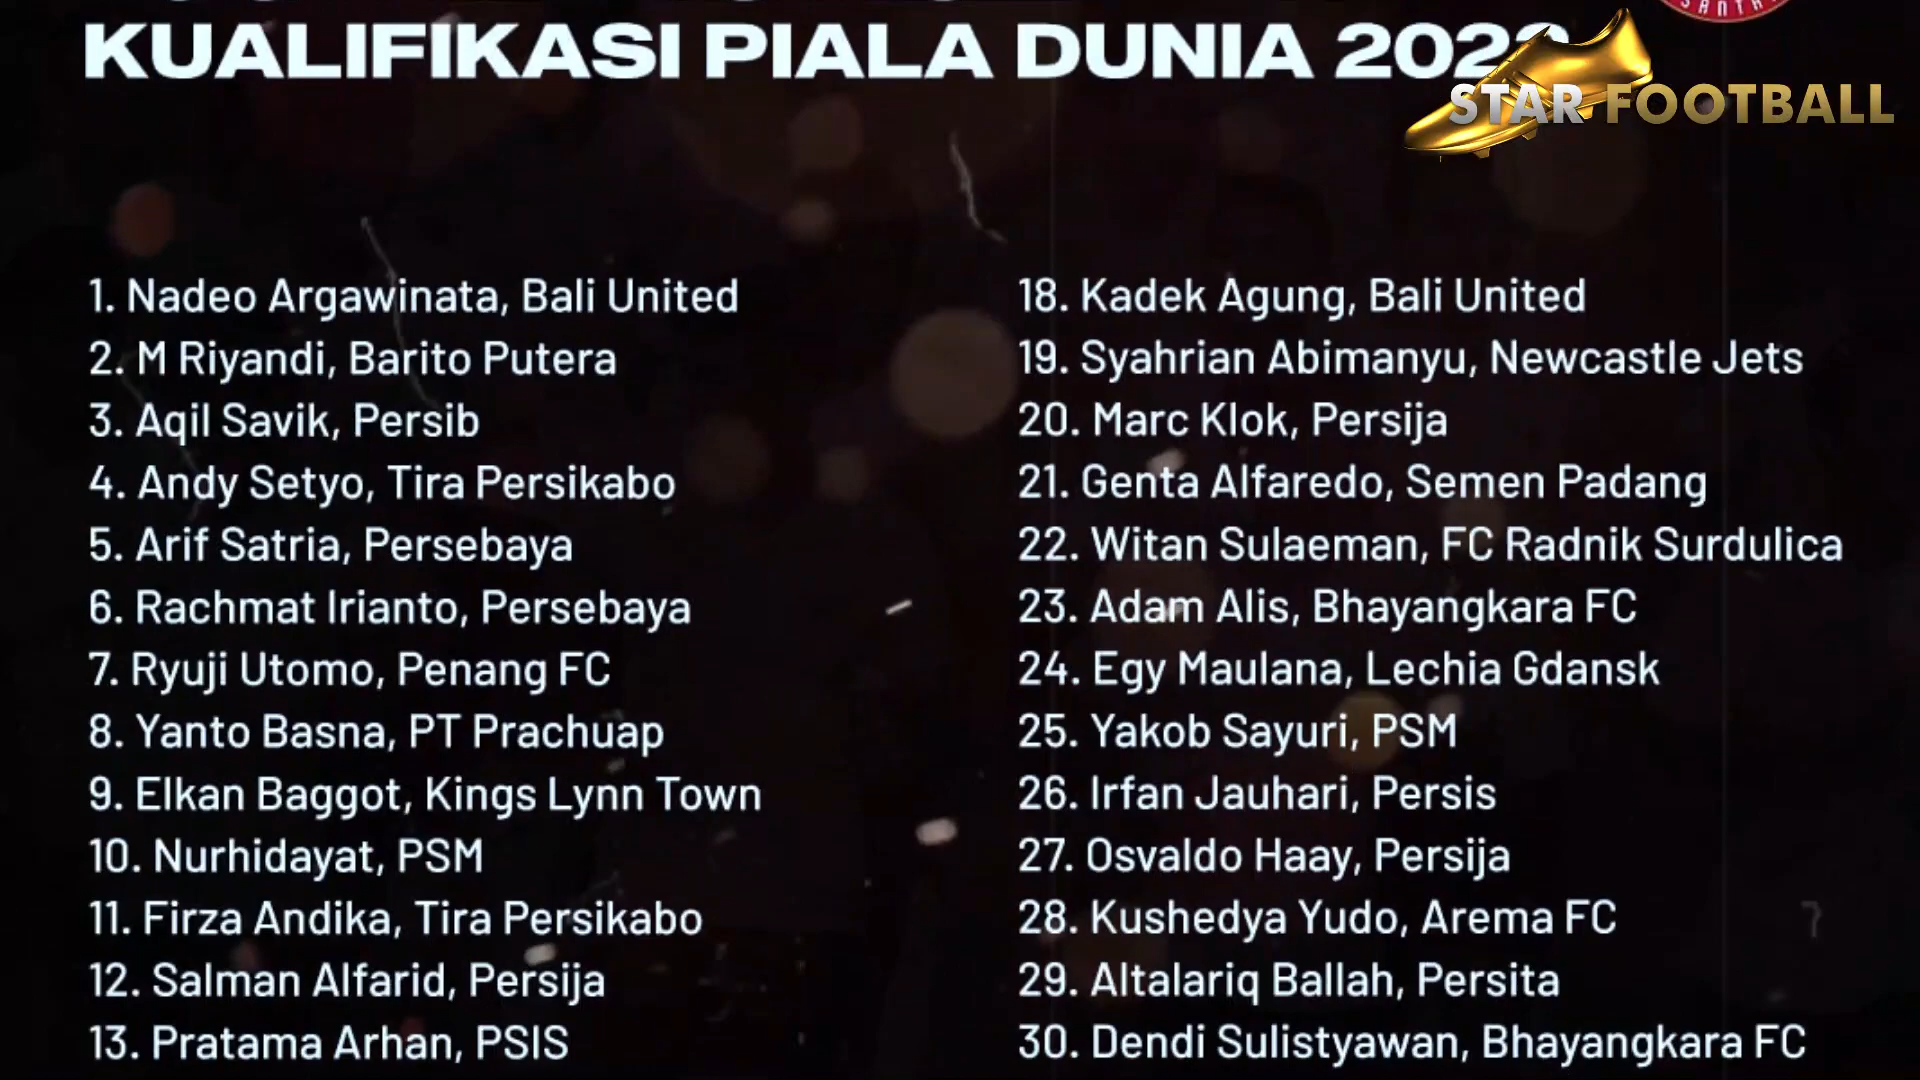 KUALIFIKASI PIALA DUNIA 2022
STAR FOOTBALL
1. Nadeo Argawinata, Bali United
2. M Riyandi, Barito Putera
3. Aqil Savik, Persib
4. Andy Setyo, Tira Persikabo
5. Arif Satria, Persebaya
6. Rachmat Irianto, Persebaya
7. Ryuji Utomo, Penang FC
8. Yanto Basna, PT Prachuap
9. Elkan Baggot, Kings Lynn Town
10. Nurhidayat, PSM
11. Firza Andika, Tira Persikabo
12. Salman Alfarid, Persija
13. Pratama Arhan, PSIS
18. Kadek Agung, Bali United
19. Syahrian Abimanyu, Newcastle Jets
20. Marc Klok, Persija
21. Genta Alfaredo, Semen Padang
22. Witan Sulaeman, FC Radnik Surdulica
23. Adam Alis, Bhayangkara FC
24. Egy Maulana, Lechia Gdansk
25. Yakob Sayuri, PSM
26. Irfan Jauhari, Persis
27. Osvaldo Haay, Persija
28. Kushedya Yudo, Arema FC
29. Altalariq Ballah, Persita
30. Dendi Sulistyawan, Bhayangkara FC